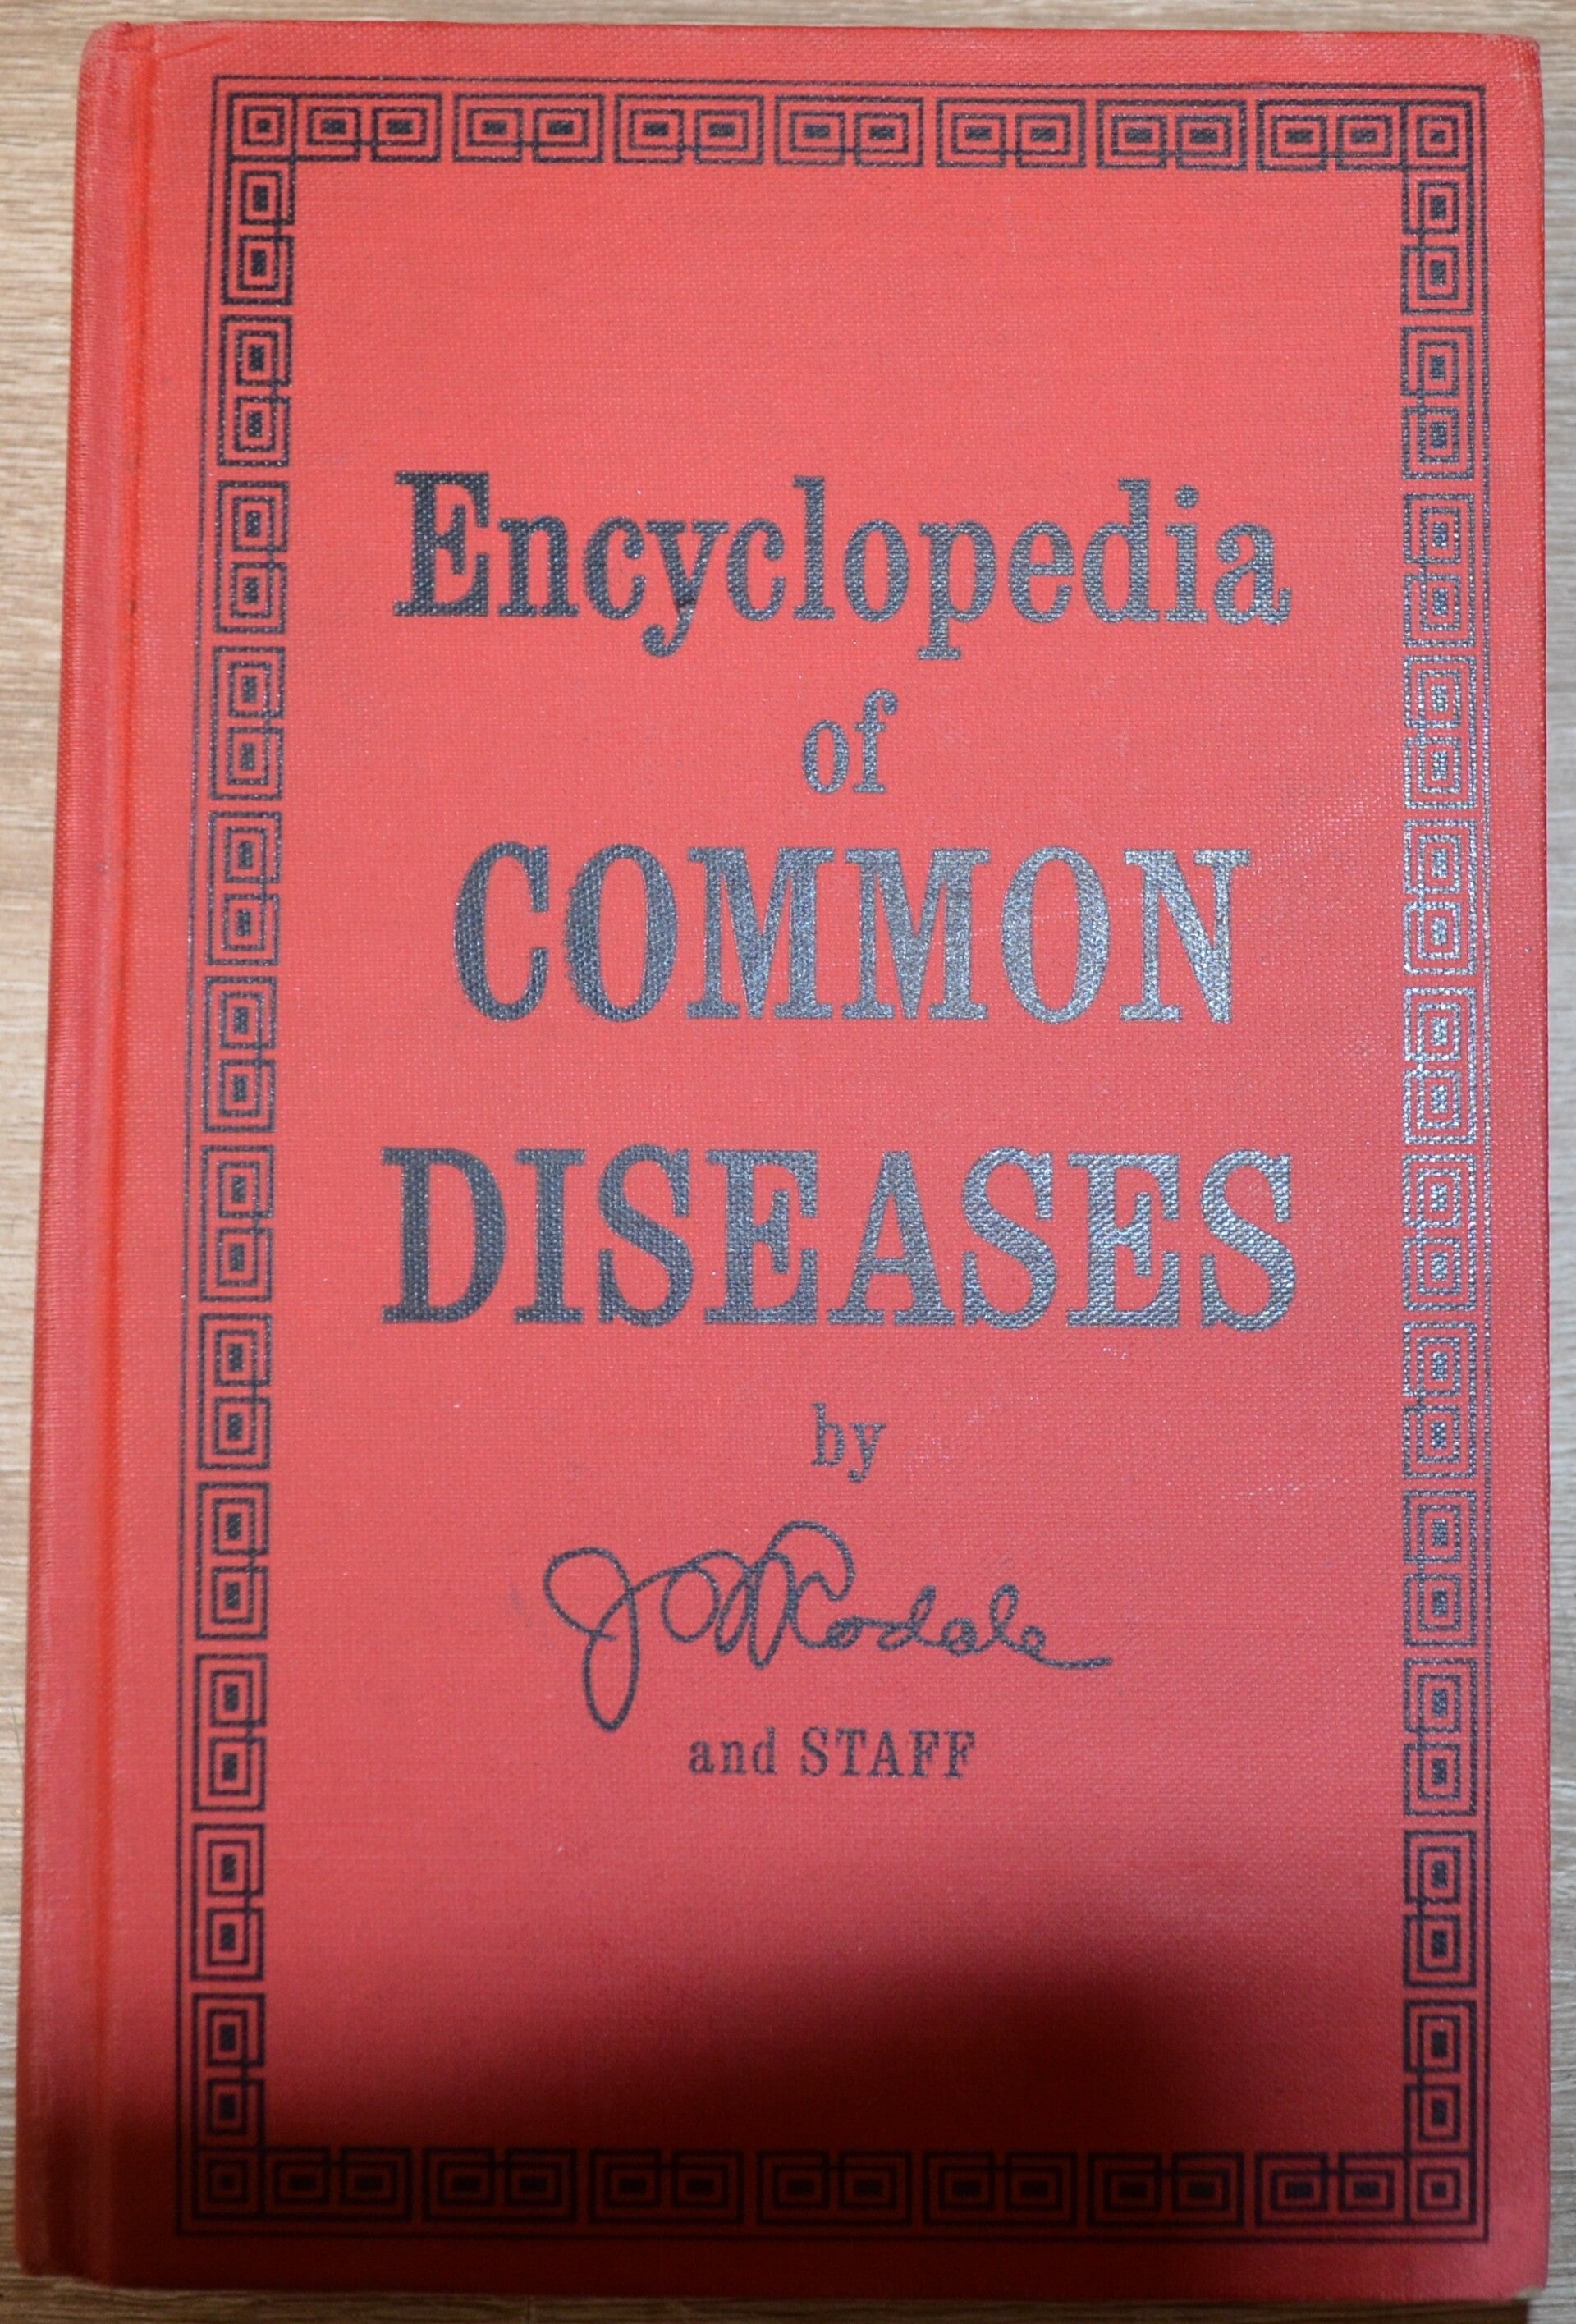 Encyclopedia
of
COMMON
DISEASES
by
J I Rodale
and STAFF